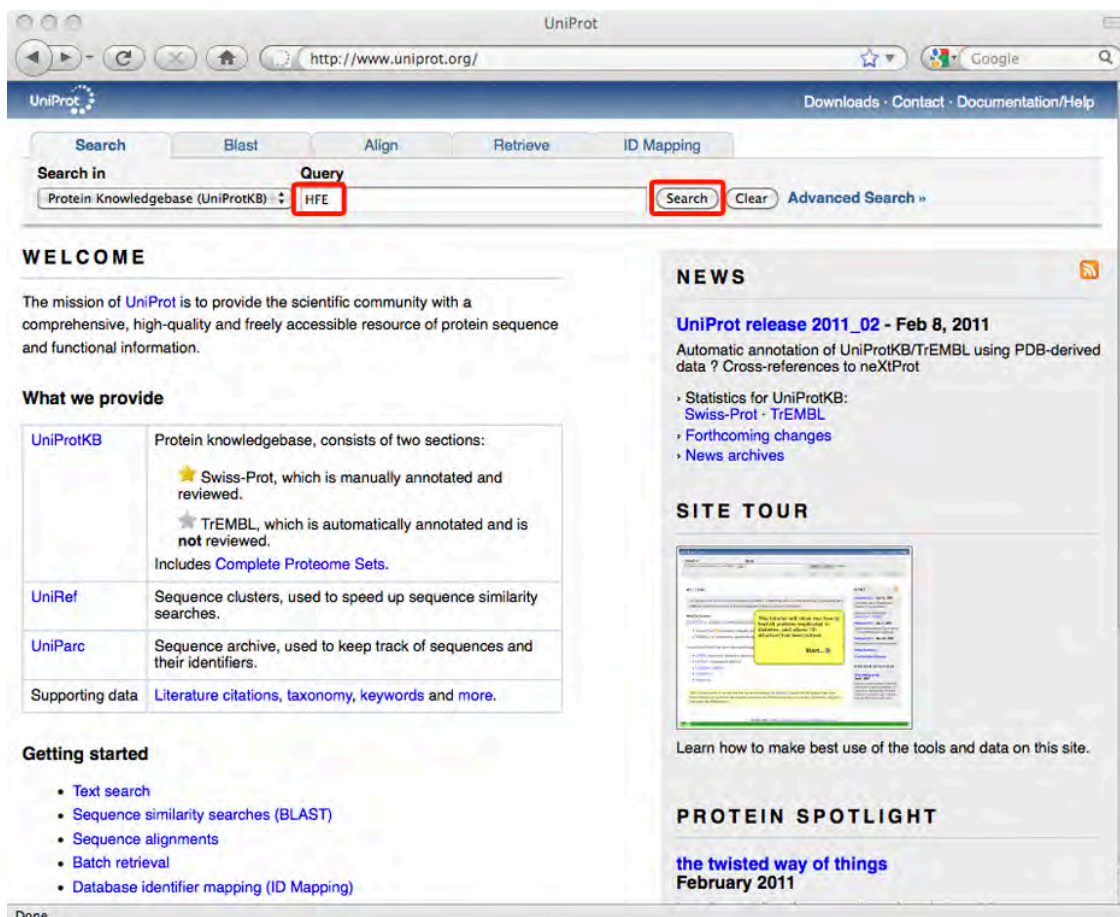 UniProt
http://www.uniprot.org/
Google
UniProt
Downloads · Contact · Documentation/Help
Search Blast Align Retrieve ID Mapping
Search in Query
Protein Knowledgebase (UniProtKB) HFE Search Clear Advanced Search »
WELCOME
The mission of UniProt is to provide the scientific community with a
comprehensive, high-quality and freely accessible resource of protein sequence
and functional information.
What we provide
UniProtKB Protein knowledgebase, consists of two sections:
Swiss-Prot, which is manually annotated and
reviewed.
TrEMBL, which is automatically annotated and is
not reviewed.
Includes Complete Proteome Sets.
UniRef Sequence clusters, used to speed up sequence similarity
searches.
UniParc Sequence archive, used to keep track of sequences and
their identifiers.
Supporting data Literature citations, taxonomy, keywords and more.
Getting started
• Text search
• Sequence similarity searches (BLAST)
• Sequence alignments
• Batch retrieval
• Database identifier mapping (ID Mapping)
NEWS
UniProt release 2011_02 - Feb 8, 2011
Automatic annotation of UniProtKB/TrEMBL using PDB-derived
data ? Cross-references to neXtProt
› Statistics for UniProtKB:
Swiss-Prot · TrEMBL
› Forthcoming changes
› News archives
SITE TOUR
Start...
Learn how to make best use of the tools and data on this site.
PROTEIN SPOTLIGHT
the twisted way of things
February 2011
Done